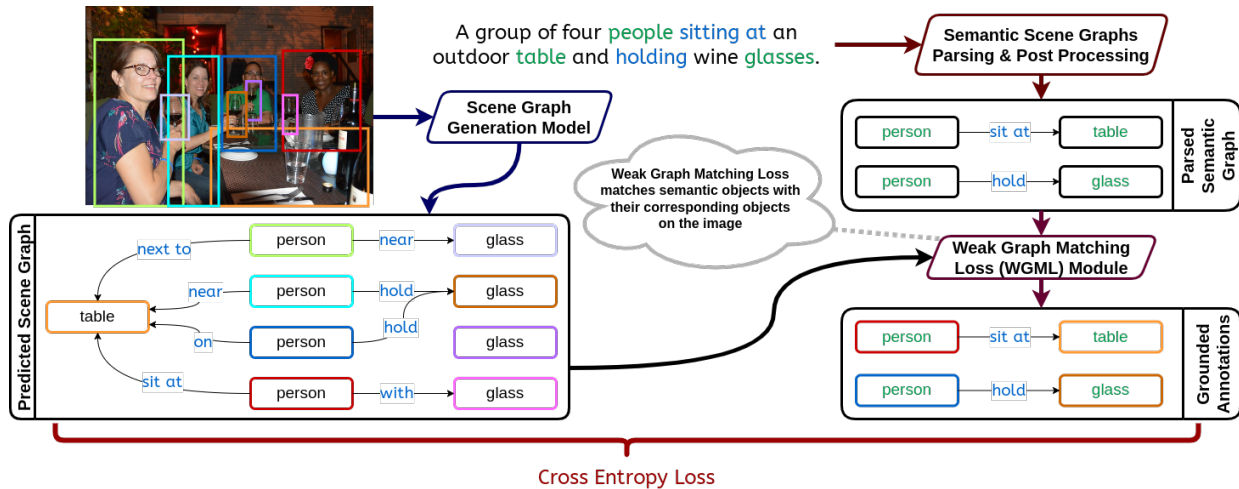 A group of four people sitting at an
outdoor table and holding wine glasses.
Semantic Scene Graphs
Parsing & Post Processing
Scene Graph
Generation Model
person
sit at
table
person
hold
glass
Parsed
Semantic
Graph
Weak Graph Matching Loss
matches semantic objects with
their corresponding objects
on the image
Weak Graph Matching
Loss (WGML) Module
Predicted Scene Graph
next to
person
near
glass
near
person
hold
glass
table
hold
on
person
glass
sit at
person
with
glass
person
sit at
table
person
hold
glass
Grounded
Annotations
Cross Entropy Loss